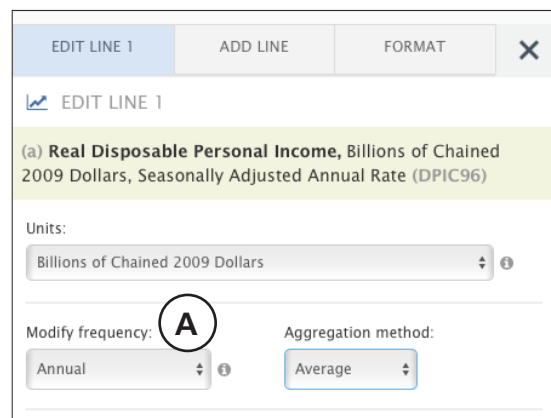 EDIT LINE 1 ADD LINE FORMAT ×
EDIT LINE 1
(a) Real Disposable Personal Income, Billions of Chained
2009 Dollars, Seasonally Adjusted Annual Rate (DPIC96)
Units:
Billions of Chained 2009 Dollars
A
Modify frequency: Aggregation method:
Annual Average